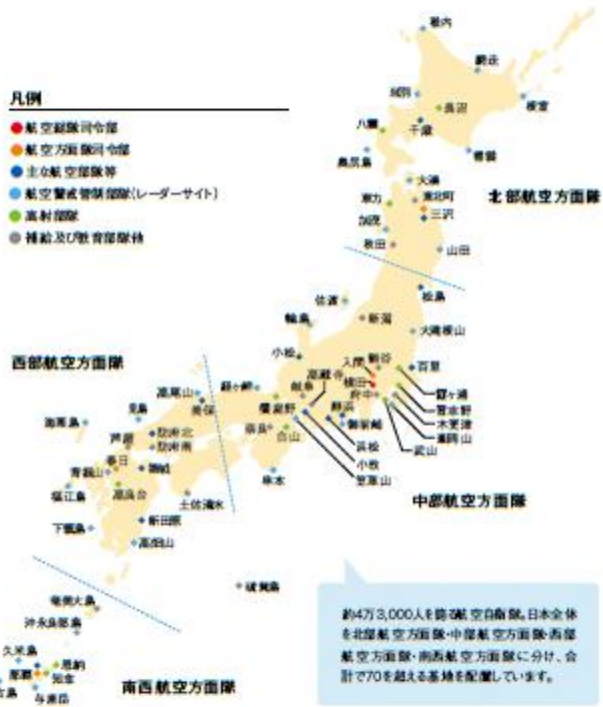 稚内
網走
凡例
当別
長沼
根室
航空総隊司令部
八雲
千歳
航空方面隊司令部
奥尻島
襟裳
主な航空部隊等
大湊
航空警戒管制部隊(レーダーサイト)
車力
東北町
北部航空方面隊
高射部隊
三沢
加茂
補給及び教育部隊他
秋田
山田
佐渡
松島
輪島
新潟
大滝根山
小松
西部航空方面隊
高蔵寺
入間
熊谷
百里
高尾山
経ヶ岬
岐阜
横田
霞ヶ浦
美保
饗庭野
府中
習志野
海栗島
見島
静浜
木更津
芦屋
防府北
奈良
御前崎
峯岡山
防府南
白山
武山
春日
浜松
背振山
築城
小牧
串本
笠取山
福江島
高良台
土佐清水
中部航空方面隊
下甑島
新田原
高畑山
硫黄島
奄美大島
沖永良部島
久米島
恩納
那覇
知念
南西航空方面隊
与座岳
古島
約4万3,000人を誇る航空自衛隊。日本全体
を北部航空方面隊・中部航空方面隊・西部
航空方面隊・南西航空方面隊に分け、合
計で70を超える基地を配置しています。